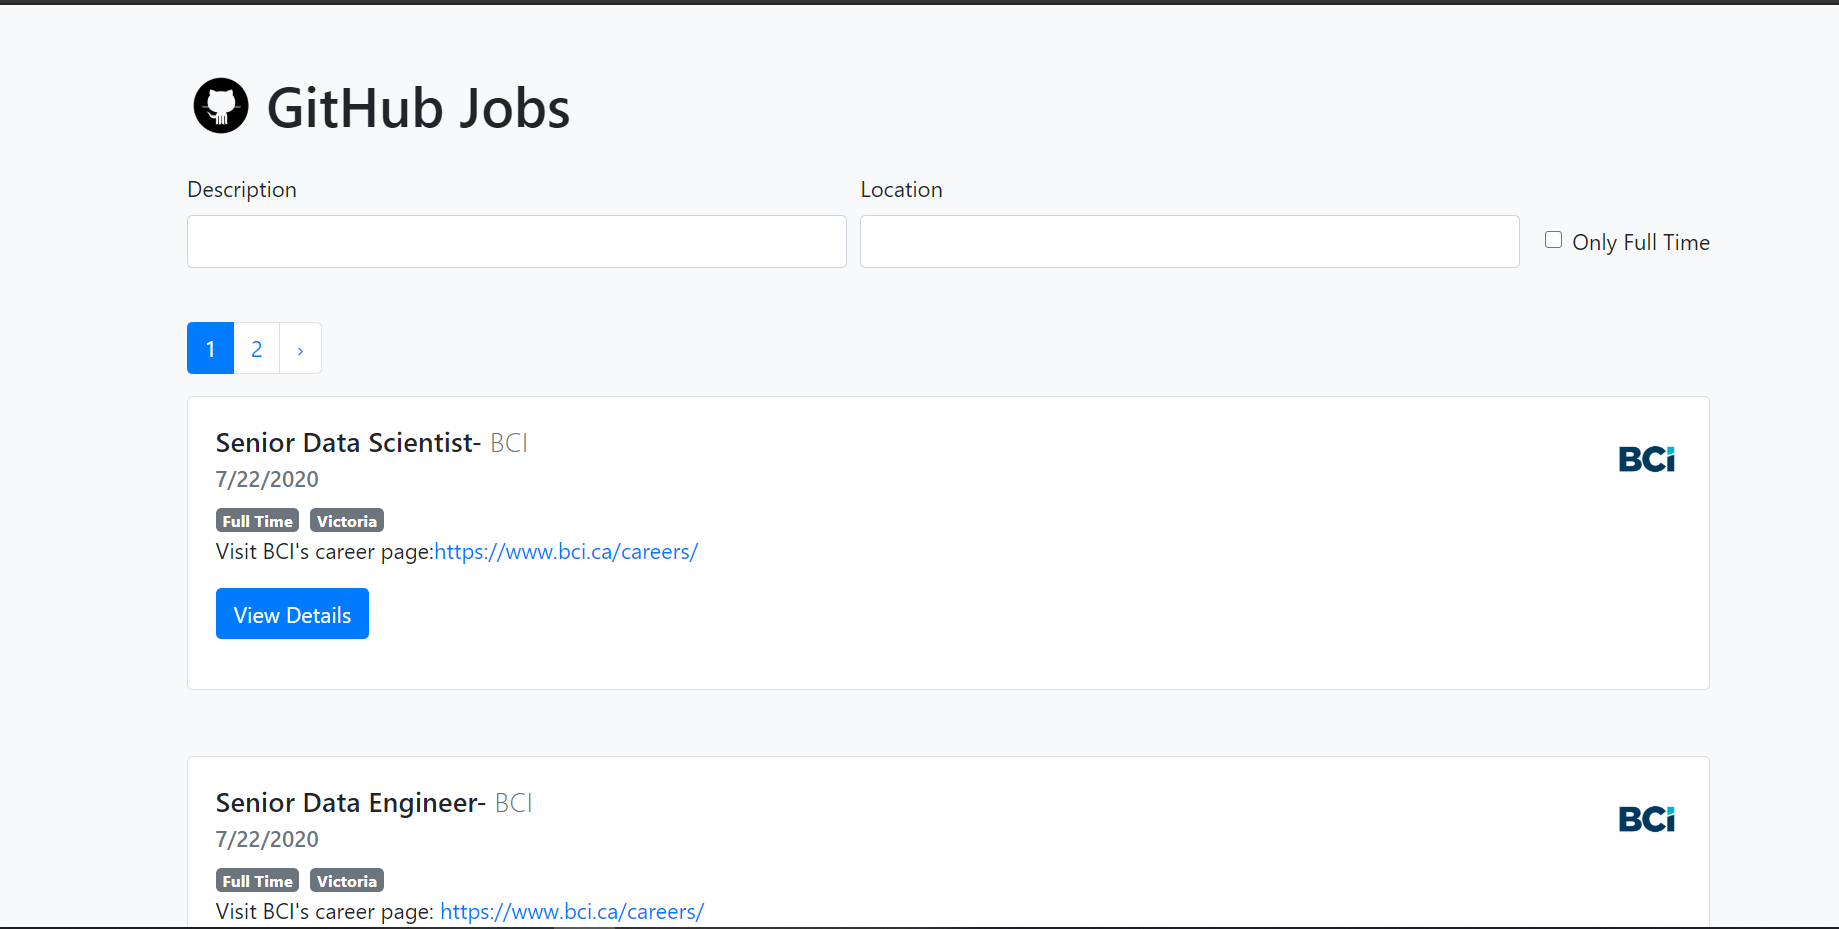 GitHub Jobs
Description
Location
Only Full Time
1 2 ›
Senior Data Scientist- BCI
BCi
7/22/2020
Full Time Victoria
Visit BCI's career page:https://www.bci.ca/careers/
View Details
Senior Data Engineer- BCI
BCi
7/22/2020
Full Time Victoria
Visit BCI's career page: https://www.bci.ca/careers/